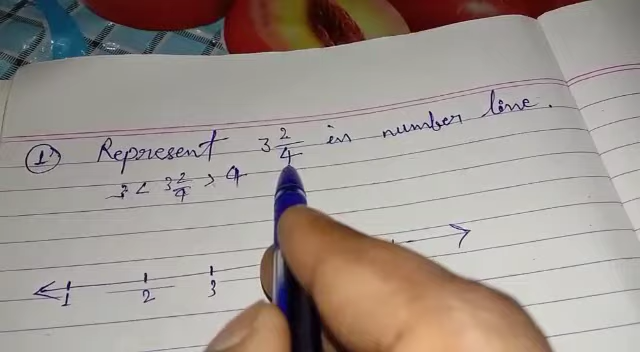 1 Represent 3 2/4 in number line.
3 < 3 2/4 > 4
1 2 3